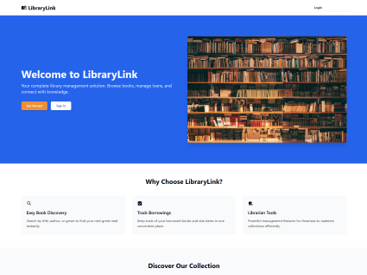 LibraryLink
Login
Welcome to LibraryLink
Your complete library management solution. Browse books, manage loans, and
connect with knowledge.
Get Started
Sign In
Why Choose LibraryLink?
Easy Book Discovery
Search by title, author, or genre to find your next great read
instantly.
Track Borrowings
Keep track of your borrowed books and due dates in one
convenient place.
Librarian Tools
Powerful management features for librarians to maintain
collections efficiently.
Discover Our Collection